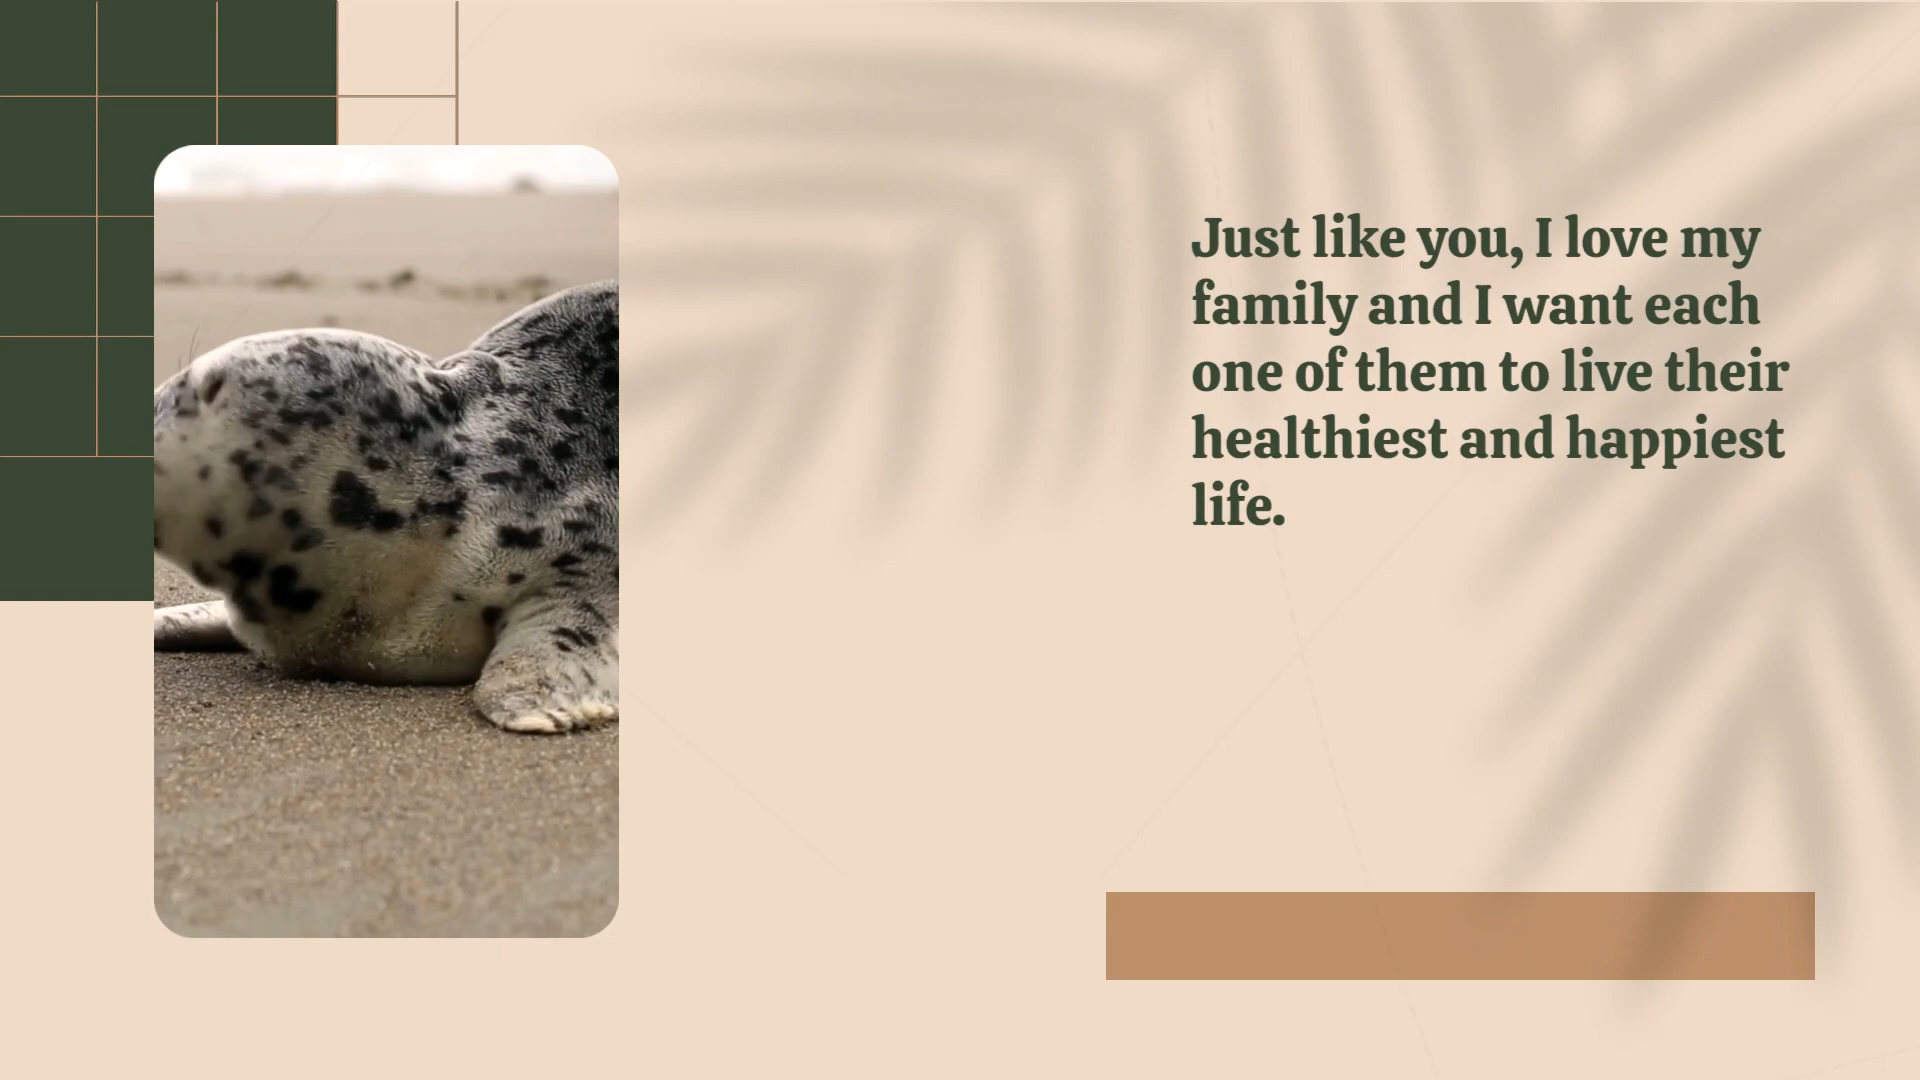 Just like you, I love my
family and I want each
one of them to live their
healthiest and happiest
life.